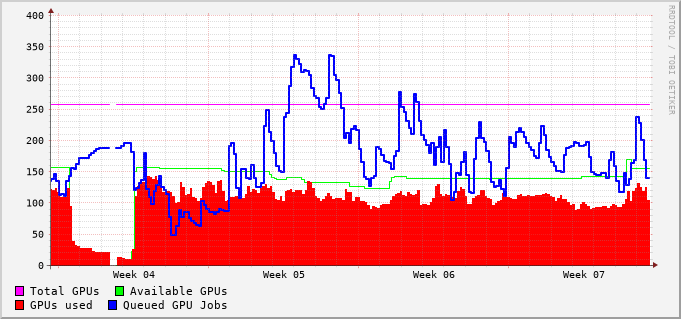 400
350
300
250
200
150
100
50
0
Week 04 Week 05 Week 06 Week 07
Total GPUs Available GPUs
GPUs used Queued GPU Jobs
RRDTOOL / TOBI OETIKER